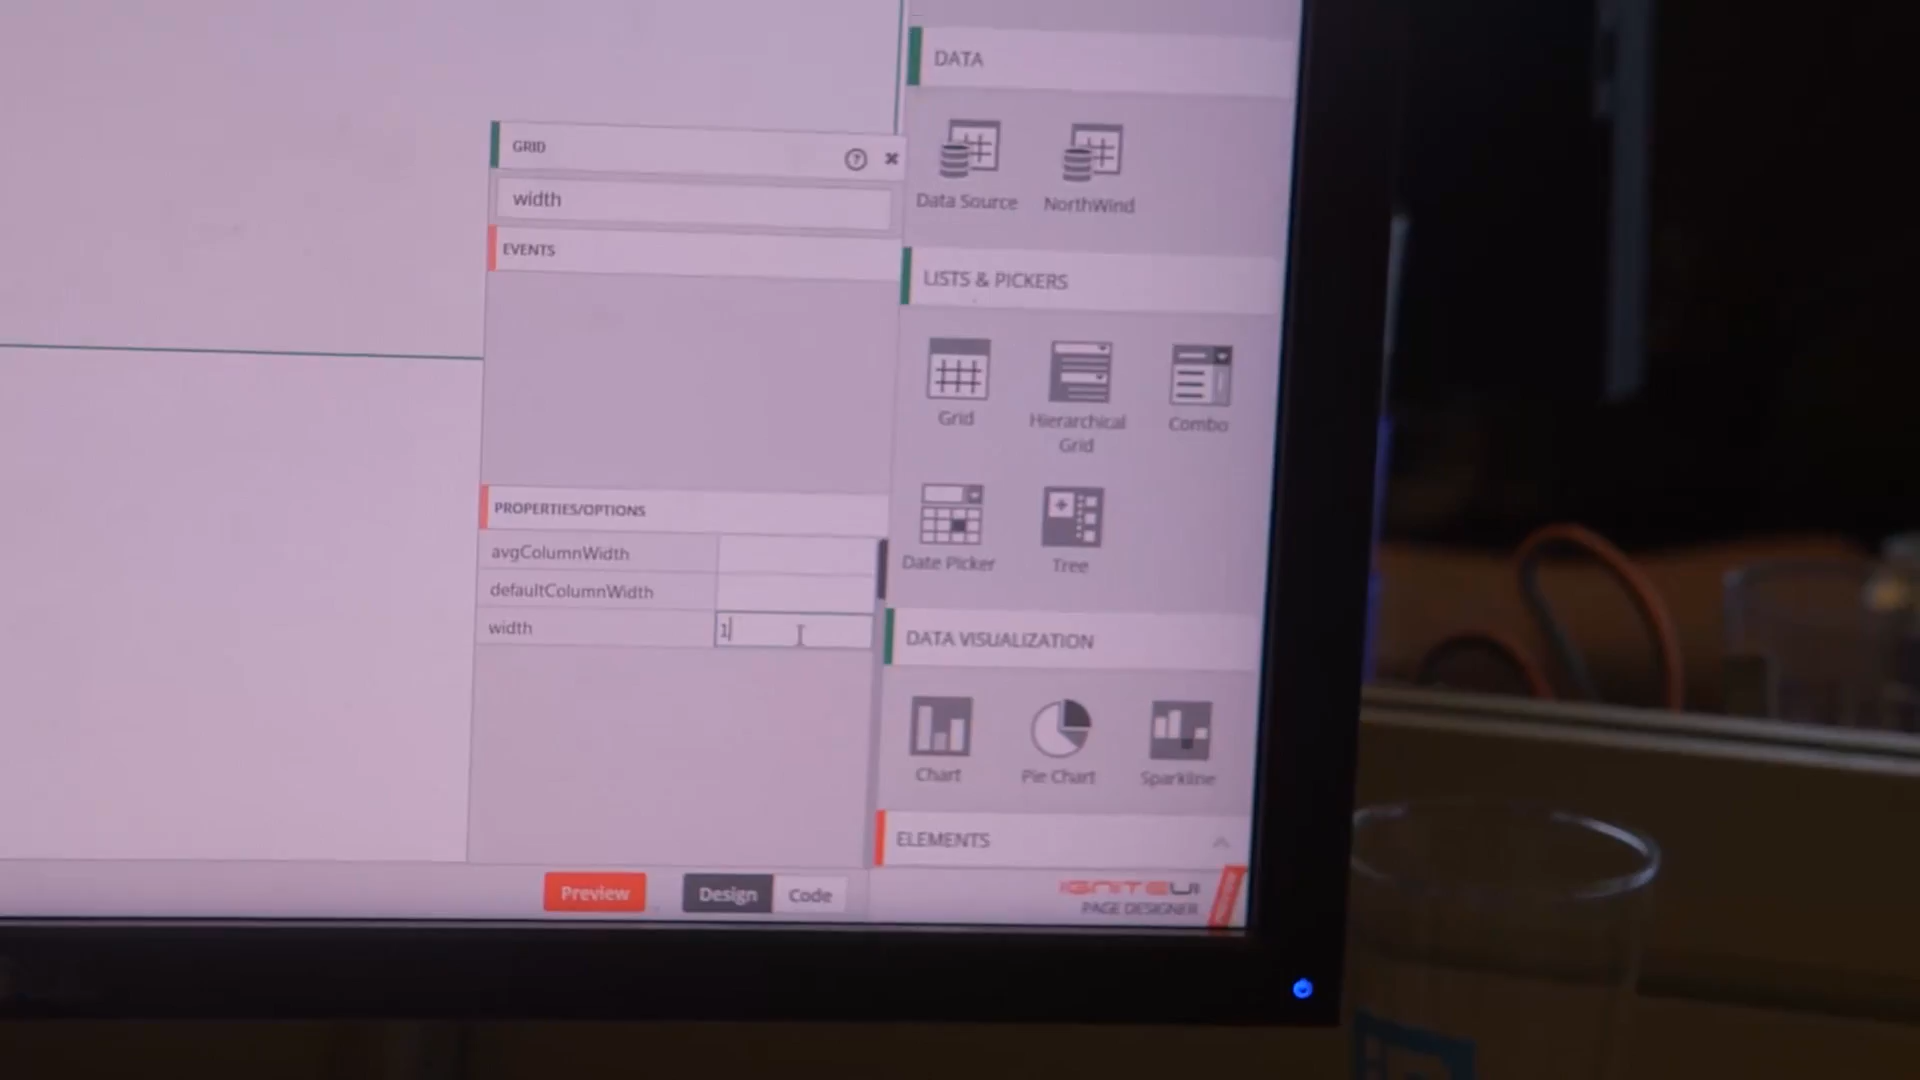 GRID
?
width
EVENTS
PROPERTIES/OPTIONS
avgColumnWidth
defaultColumnWidth
width 1
DATA
Data Source NorthWind
LISTS & PICKERS
Grid Hierarchical Grid Combo
Date Picker Tree
DATA VISUALIZATION
Chart Pie Chart Sparkline
ELEMENTS
Preview Design Code
IGNITEUI
PAGE DESIGNER